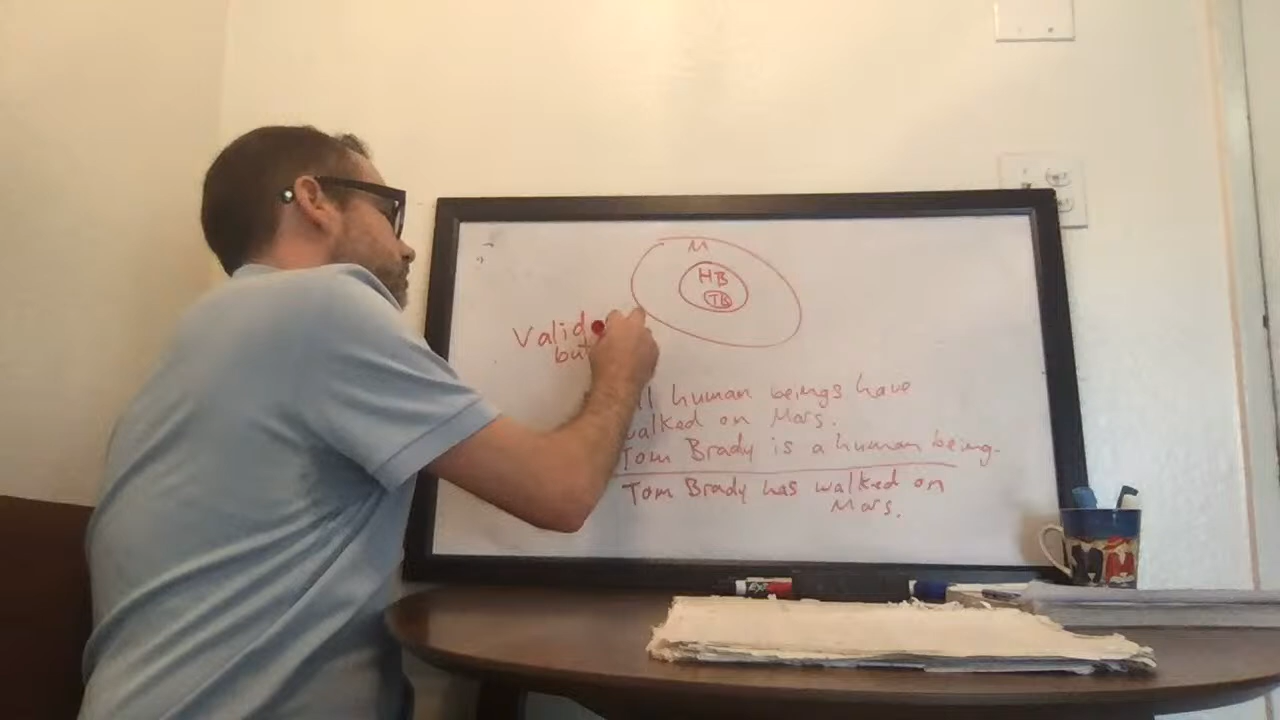 M
HB
TB
Valid
but
human beings have
walked on Mars.
Tom Brady is a human being.
Tom Brady has walked on
Mars.